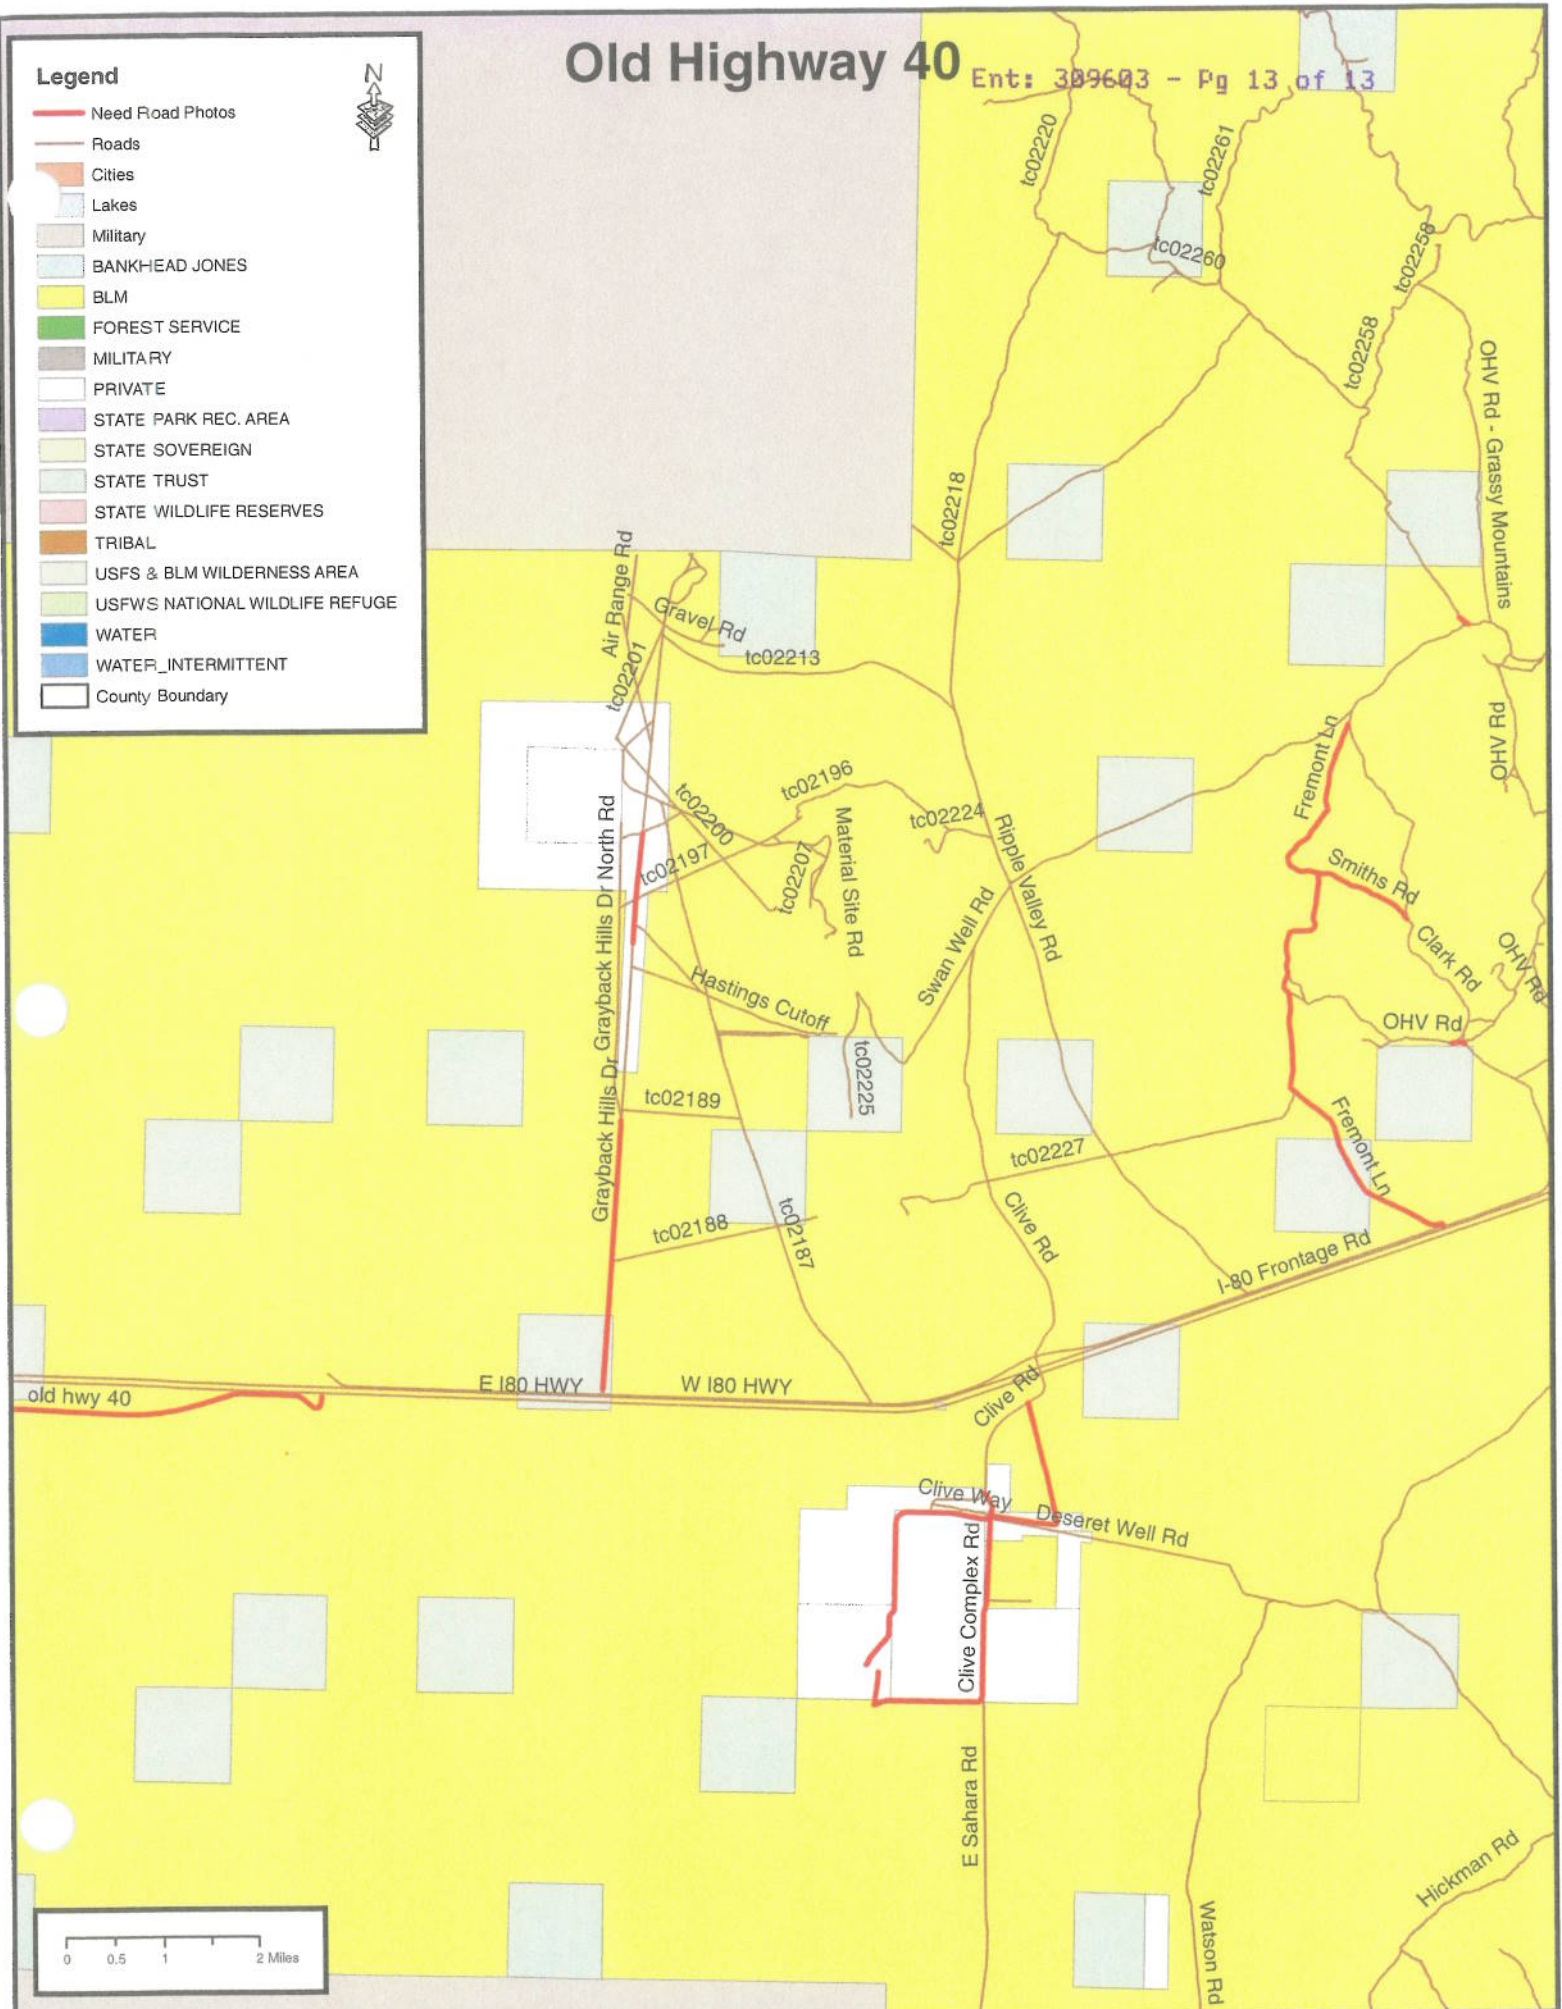 Old Highway 40
Ent: 309603 - Pg 13 of 13
Legend
N
Need Road Photos
Roads
Cities
Lakes
Military
BANKHEAD JONES
BLM
FOREST SERVICE
MILITARY
PRIVATE
STATE PARK REC. AREA
STATE SOVEREIGN
STATE TRUST
STATE WILDLIFE RESERVES
TRIBAL
USFS & BLM WILDERNESS AREA
USFWS NATIONAL WILDLIFE REFUGE
WATER
WATER_INTERMITTENT
County Boundary
tc02220
tc02261
tc02260
tc02258
tc02258
OHV Rd - Grassy Mountains
tc02218
Air Range Rd
Gravel Rd
tc02213
tc02201
OHV Rd
Fremont Ln
tc02196
tc02200
tc02224
Material Site Rd
Ripple Valley Rd
tc02197
tc02207
Smiths Rd
Grayback Hills Dr North Rd
Swan Well Rd
Clark Rd
OHV Rd
Hastings Cutoff
OHV Rd
tc02225
Grayback Hills Dr
tc02189
Fremont Ln
tc02227
tc02188
tc02187
Clive Rd
I-80 Frontage Rd
old hwy 40
E I80 HWY
W I80 HWY
Clive Rd
Clive Way
Deseret Well Rd
Clive Complex Rd
E Sahara Rd
Hickman Rd
Watson Rd
0 0.5 1 2 Miles